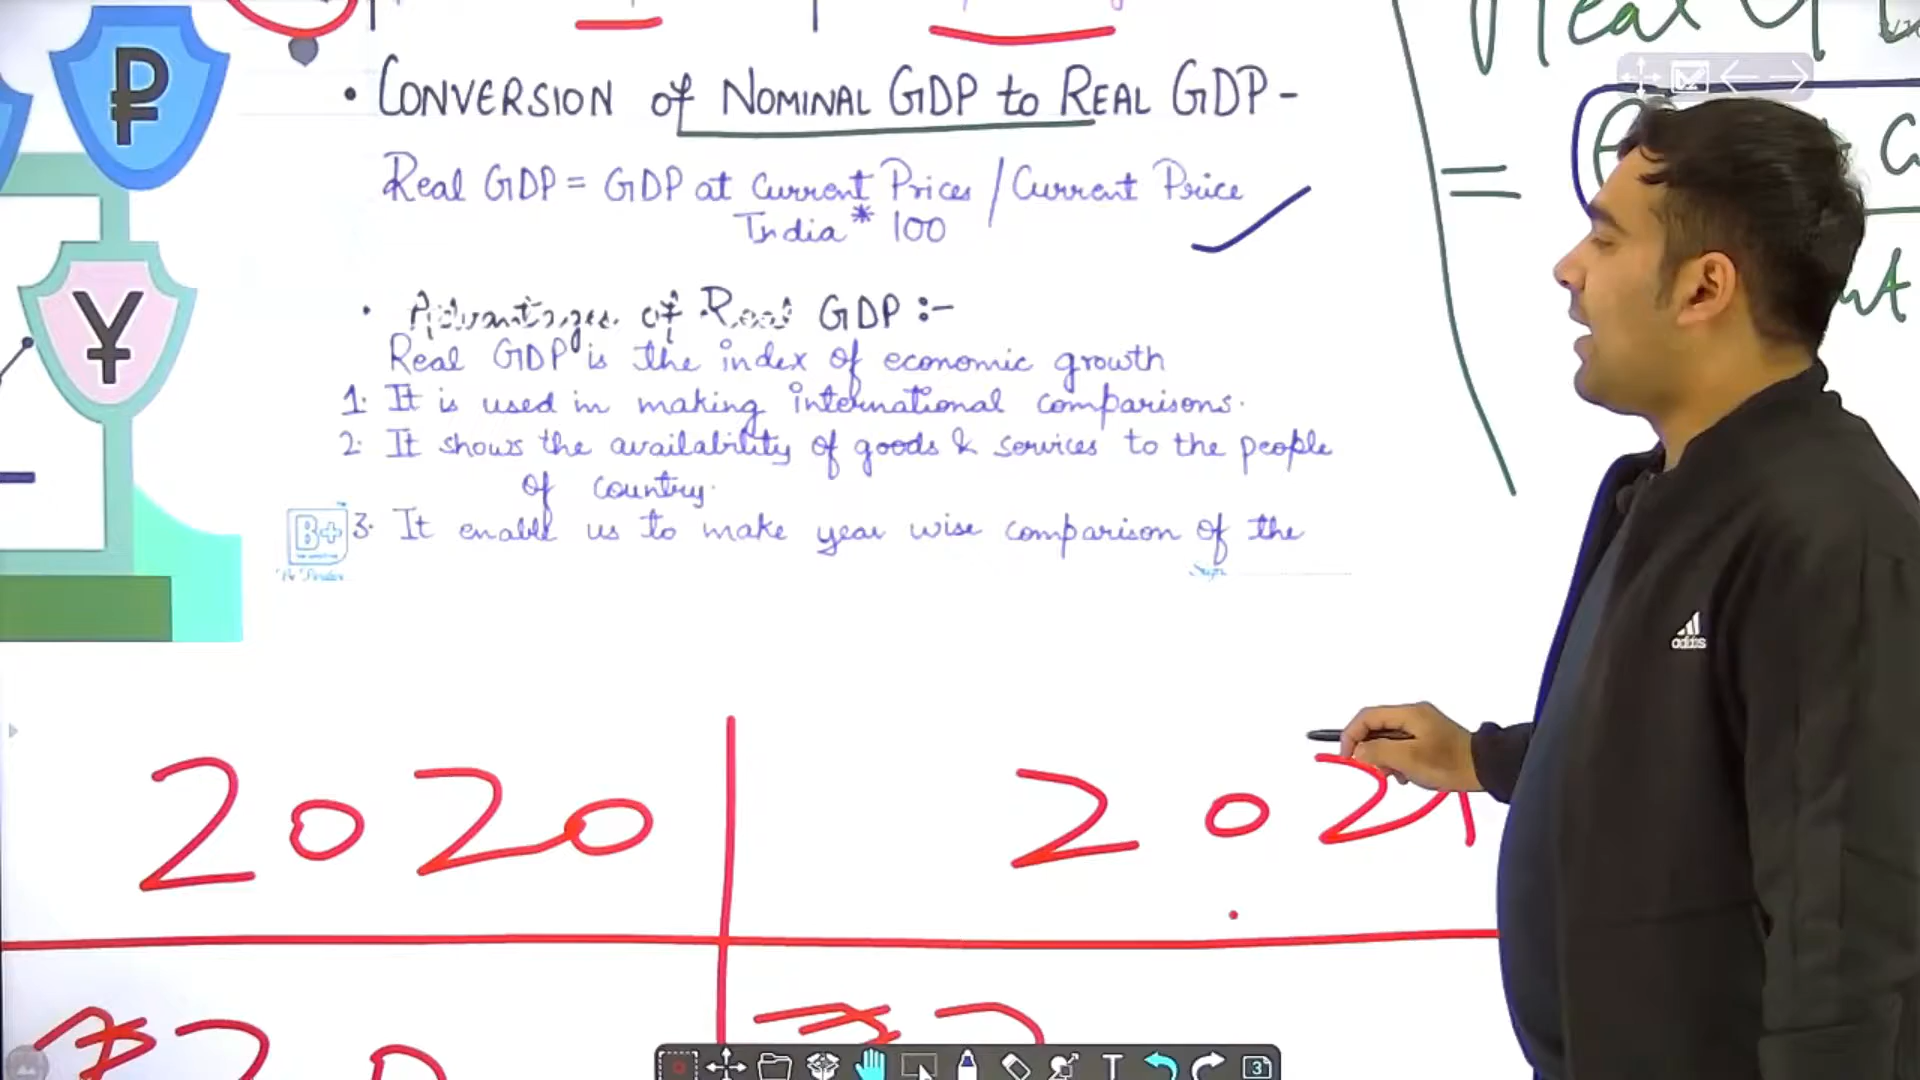 • CONVERSION of NOMINAL GDP to REAL GDP -
Real GDP = GDP at Current Prices / Current Price
India * 100
• Advantages of Real GDP :-
Real GDP is the index of economic growth
1. It is used in making international comparisons.
2. It shows the availability of goods & services to the people
of country.
3. It enable us to make year wise comparison of the
B+
2020
2021
adidas
₽
¥
T
3